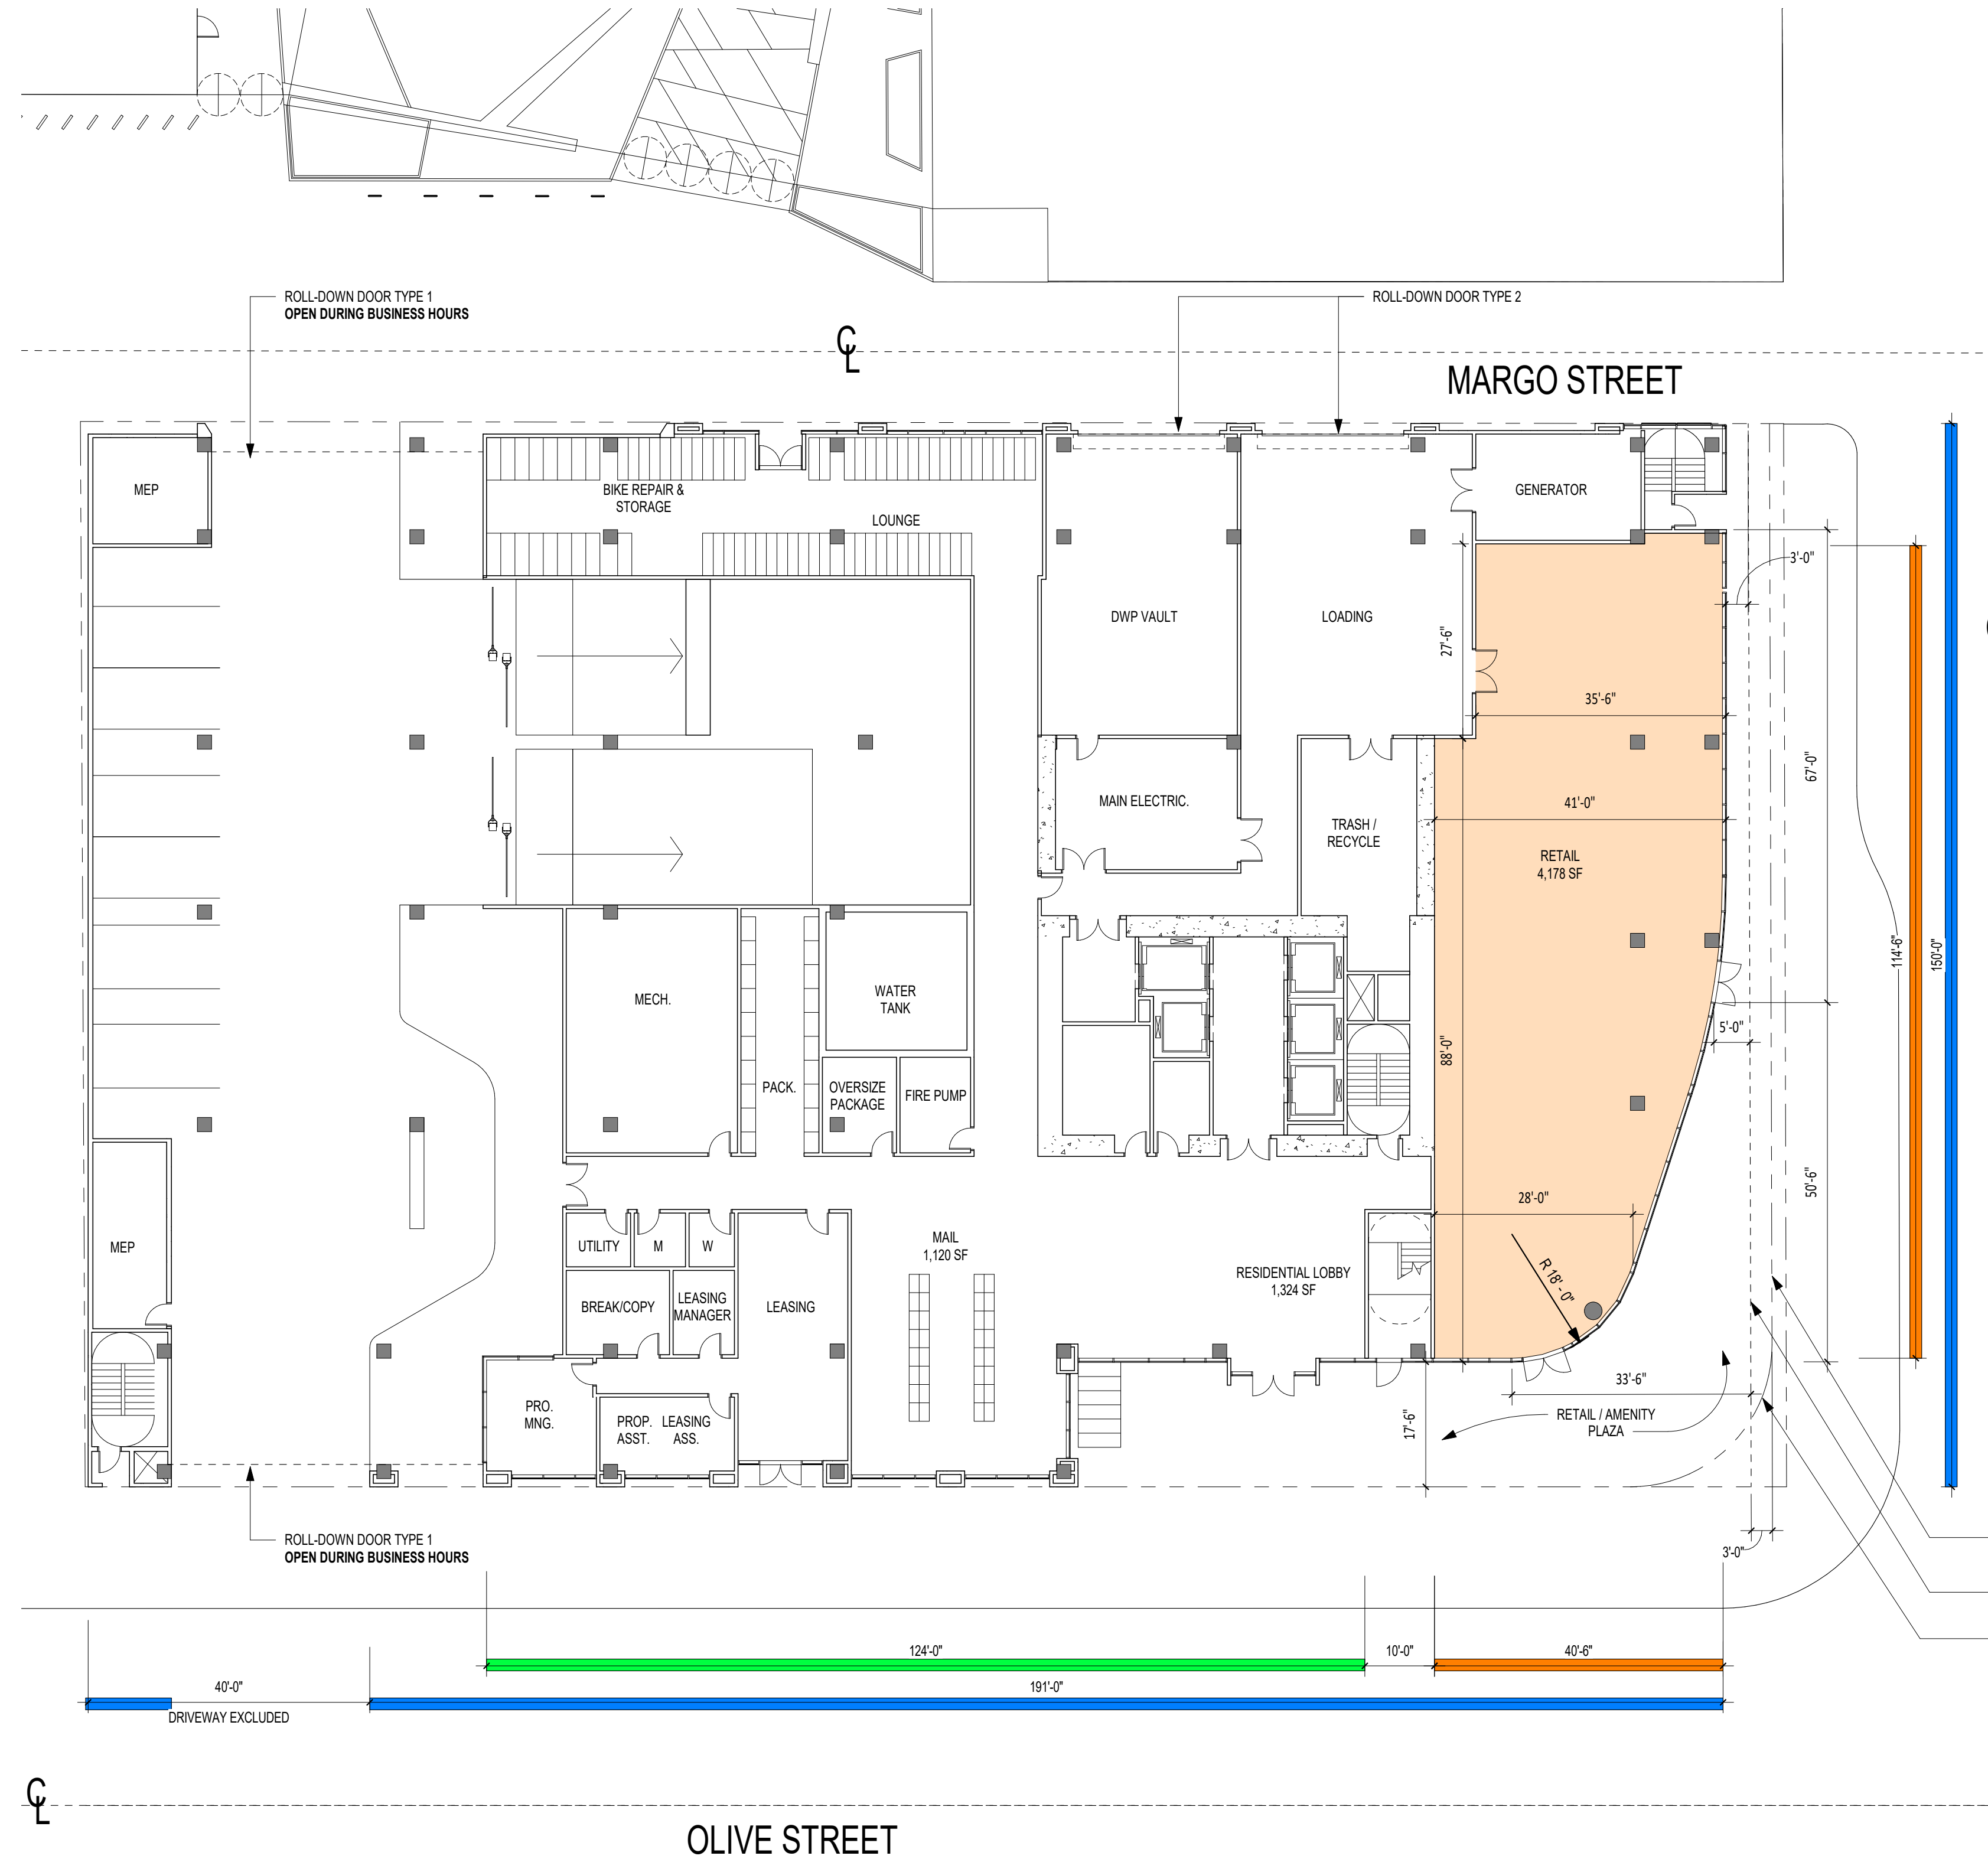 ROLL-DOWN DOOR TYPE 1
OPEN DURING BUSINESS HOURS
ROLL-DOWN DOOR TYPE 2
CL
MARGO STREET
MEP
BIKE REPAIR &
STORAGE
LOUNGE
GENERATOR
3'-0"
DWP VAULT
LOADING
27'-6"
35'-6"
67'-0"
MAIN ELECTRIC.
41'-0"
TRASH /
RECYCLE
RETAIL
4,178 SF
114'-6"
150'-0"
MECH.
WATER
TANK
5'-0"
88'-0"
PACK.
OVERSIZE
PACKAGE
FIRE PUMP
50'-6"
28'-0"
MEP
UTILITY
M
W
MAIL
1,120 SF
RESIDENTIAL LOBBY
1,324 SF
R 18' - 0"
BREAK/COPY
LEASING
MANAGER
LEASING
33'-6"
PRO.
MNG.
PROP.
ASST.
LEASING
ASS.
17'-6"
RETAIL / AMENITY
PLAZA
ROLL-DOWN DOOR TYPE 1
OPEN DURING BUSINESS HOURS
3'-0"
124'-0"
10'-0"
40'-6"
40'-0"
191'-0"
DRIVEWAY EXCLUDED
CL
OLIVE STREET